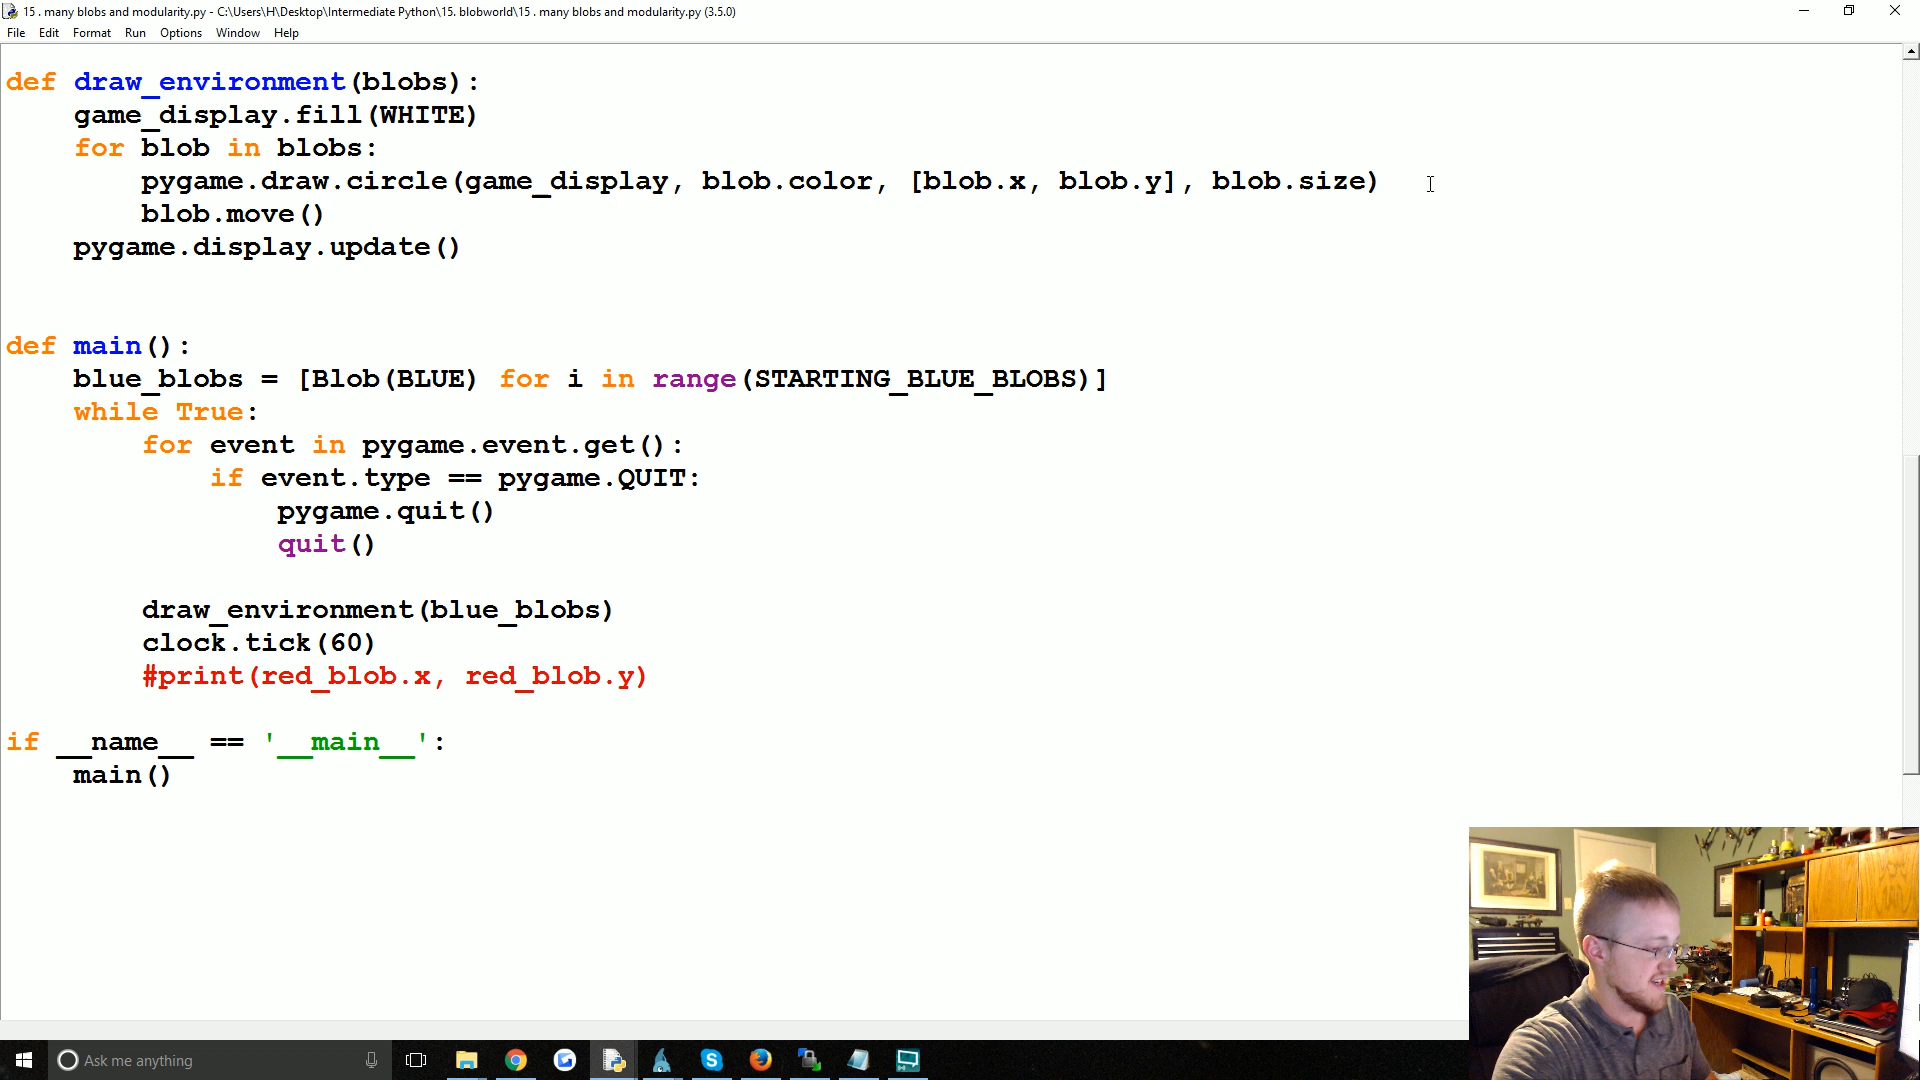 15 . many blobs and modularity.py - C:\Users\H\Desktop\Intermediate Python\15. blobworld\15 . many blobs and modularity.py (3.5.0)
File Edit Format Run Options Window Help
def draw_environment(blobs):
    game_display.fill(WHITE)
    for blob in blobs:
        pygame.draw.circle(game_display, blob.color, [blob.x, blob.y], blob.size)
        blob.move()
    pygame.display.update()
def main():
    blue_blobs = [Blob(BLUE) for i in range(STARTING_BLUE_BLOBS)]
    while True:
        for event in pygame.event.get():
            if event.type == pygame.QUIT:
                pygame.quit()
                quit()
        draw_environment(blue_blobs)
        clock.tick(60)
        #print(red_blob.x, red_blob.y)
if __name__ == '__main__':
    main()
Ask me anything